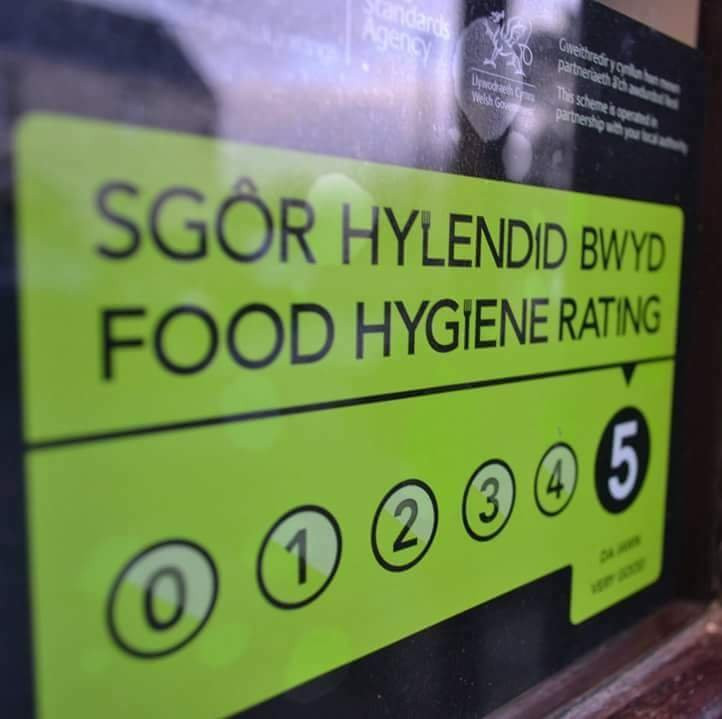 Standards
Agency
Llywodraeth Cymru
Welsh Government
Gweithredir y cynllun hwn mewn
partneriaeth â'ch awdurdod lleol
This scheme is operated in
partnership with your local authority
SGÔR HYLENDID BWYD
FOOD HYGIENE RATING
0 1 2 3 4 5
DA IAWN
VERY GOOD